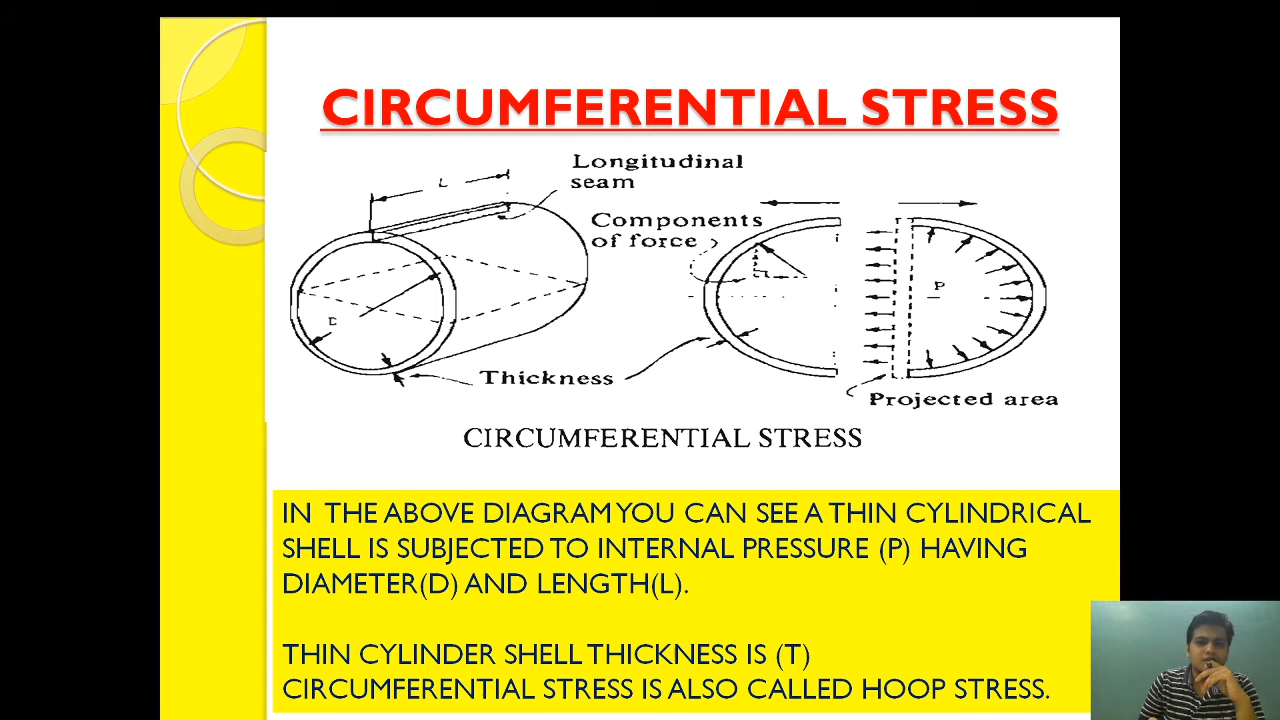 CIRCUMFERENTIAL STRESS
Longitudinal
seam
L
Components
of force
D
P
Thickness
Projected area
CIRCUMFERENTIAL STRESS
IN THE ABOVE DIAGRAM YOU CAN SEE A THIN CYLINDRICAL
SHELL IS SUBJECTED TO INTERNAL PRESSURE (P) HAVING
DIAMETER(D) AND LENGTH(L).
THIN CYLINDER SHELL THICKNESS IS (T)
CIRCUMFERENTIAL STRESS IS ALSO CALLED HOOP STRESS.